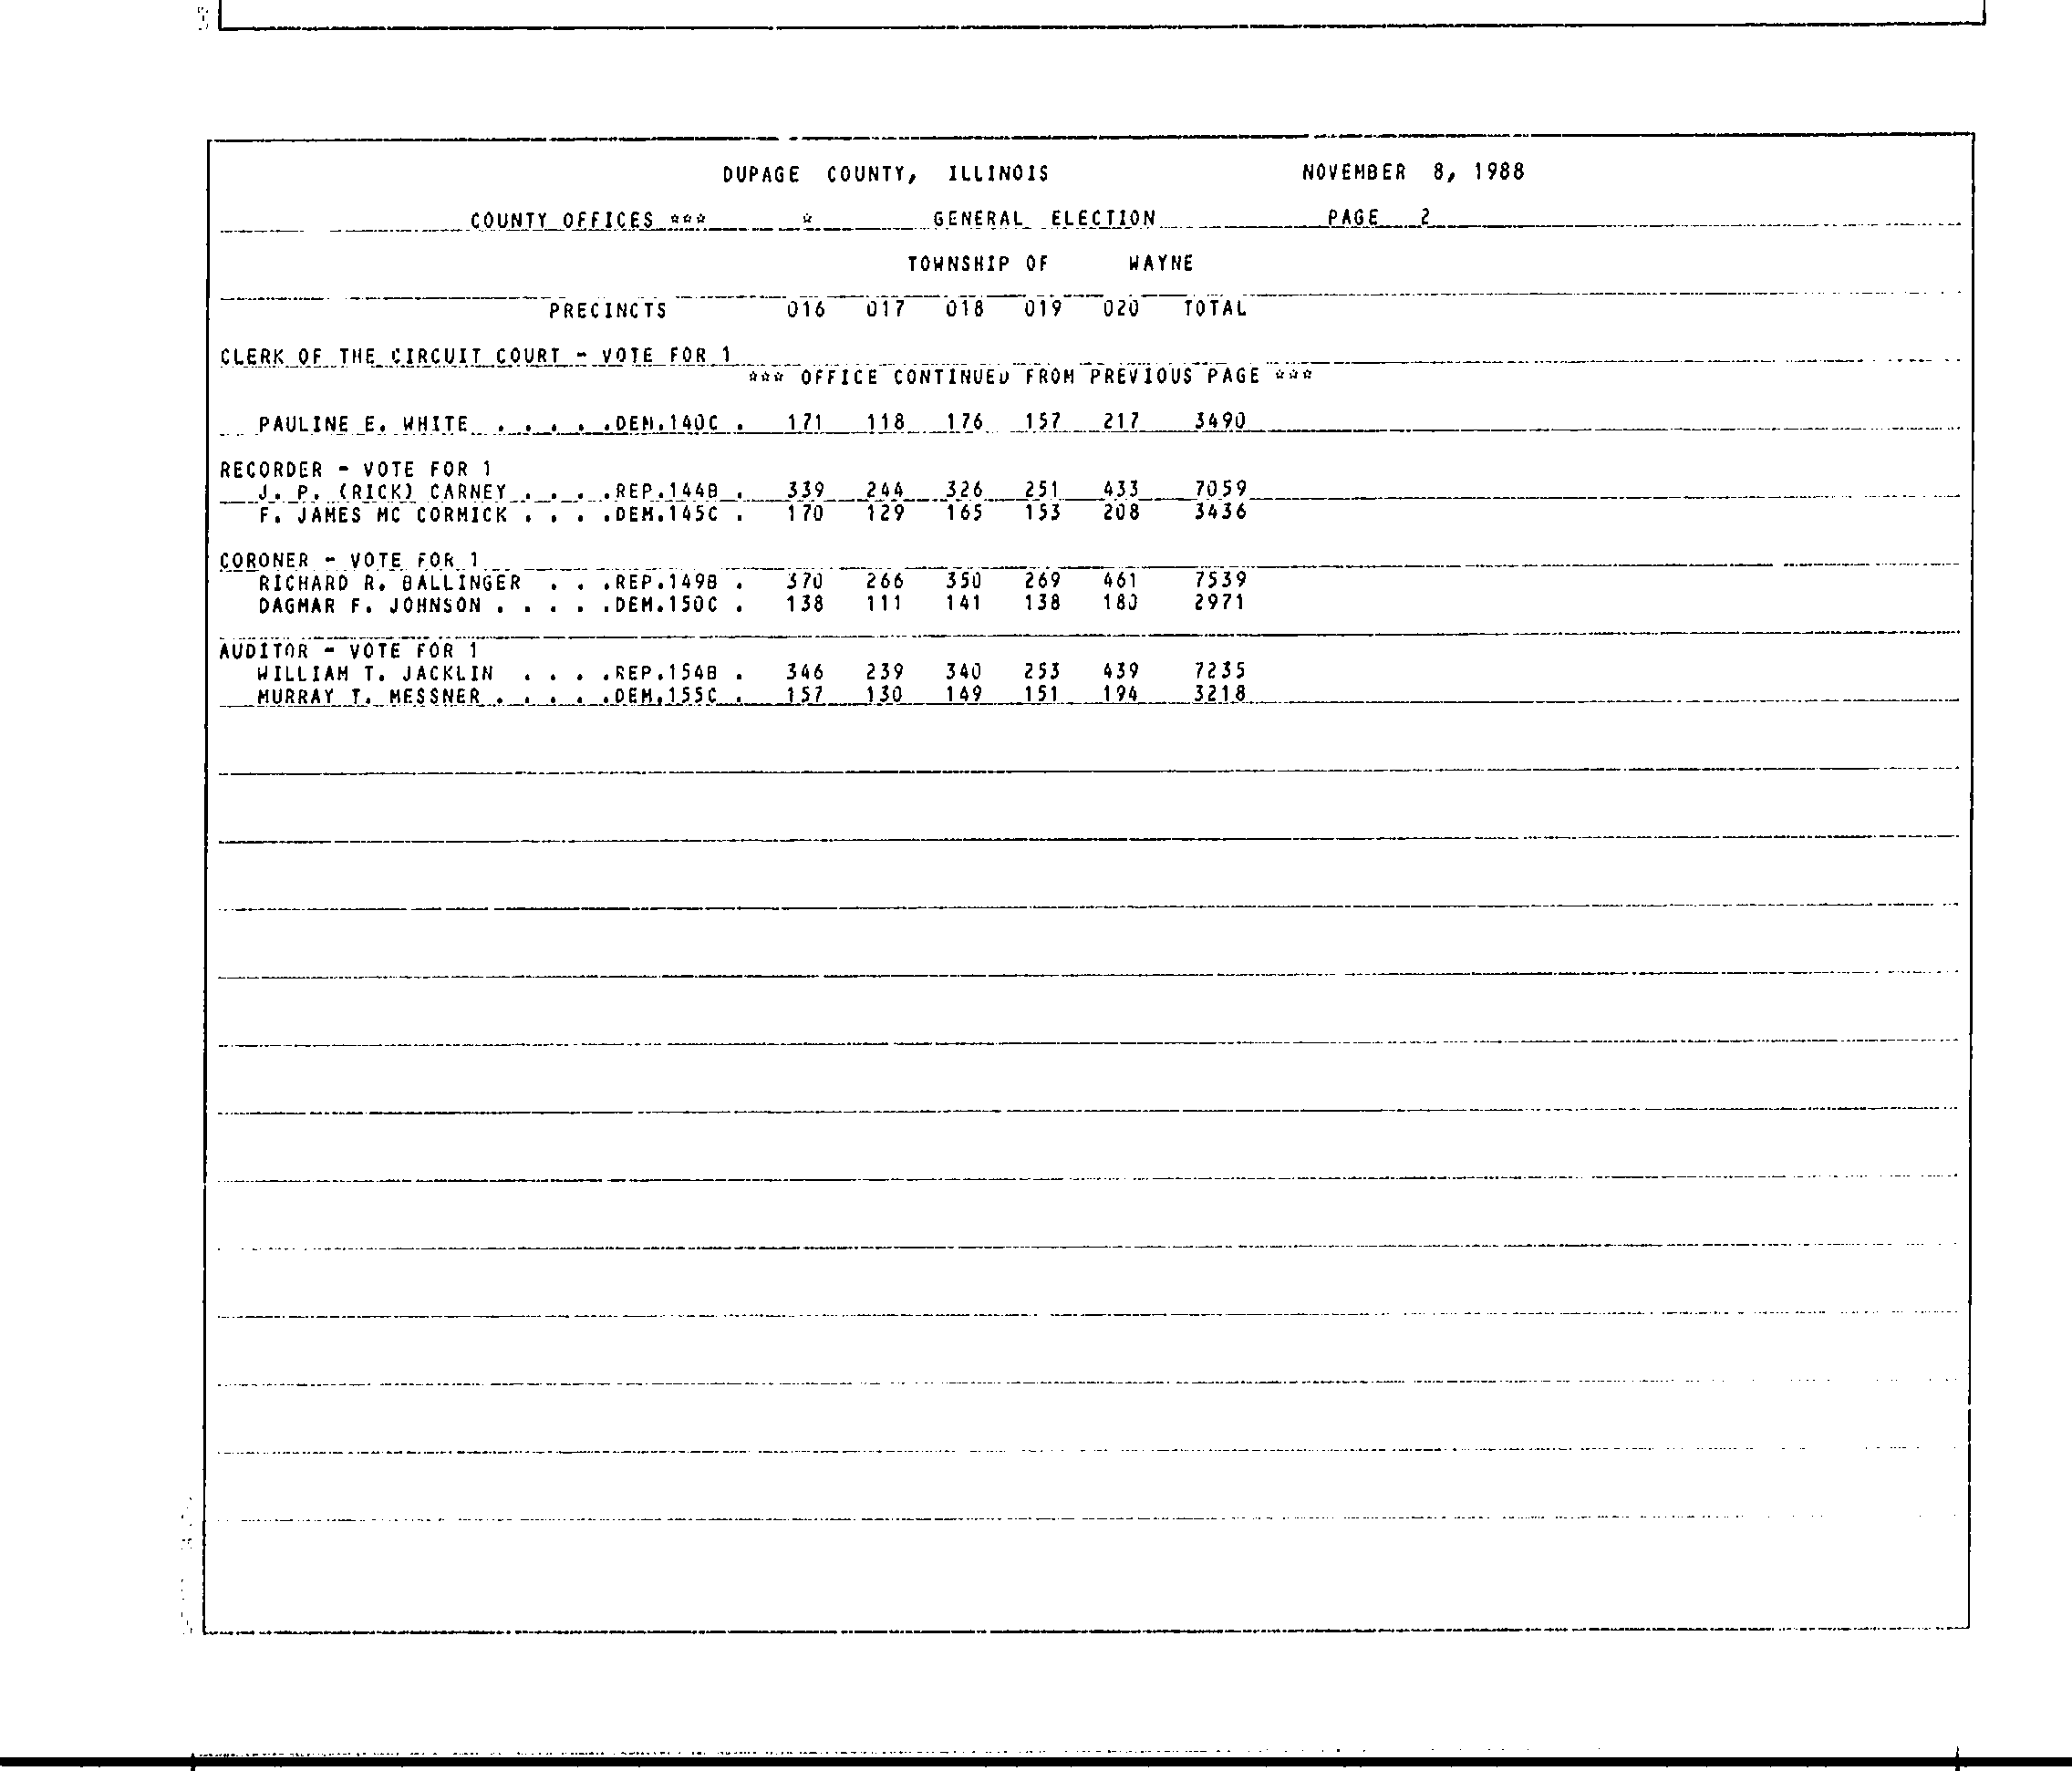 DUPAGE COUNTY, ILLINOIS NOVEMBER 8, 1988
COUNTY OFFICES *** * GENERAL ELECTION PAGE 2
TOWNSHIP OF WAYNE
PRECINCTS 016 017 018 019 020 TOTAL
CLERK OF THE CIRCUIT COURT - VOTE FOR 1
*** OFFICE CONTINUED FROM PREVIOUS PAGE ***
PAULINE E. WHITE . . . . .DEM.140C . 171 118 176 157 217 3490
RECORDER - VOTE FOR 1
J. P. (RICK) CARNEY . . . .REP.144B . 339 244 326 251 433 7059
F. JAMES MC CORMICK . . . .DEM.145C . 170 129 165 153 208 3436
CORONER - VOTE FOR 1
RICHARD R. BALLINGER . . .REP.149B . 370 266 350 269 461 7539
DAGMAR F. JOHNSON . . . . .DEM.150C . 138 111 141 138 180 2971
AUDITOR - VOTE FOR 1
WILLIAM T. JACKLIN . . . .REP.154B . 346 239 340 253 439 7235
MURRAY T. MESSNER . . . . .DEM.155C . 157 130 149 151 194 3218